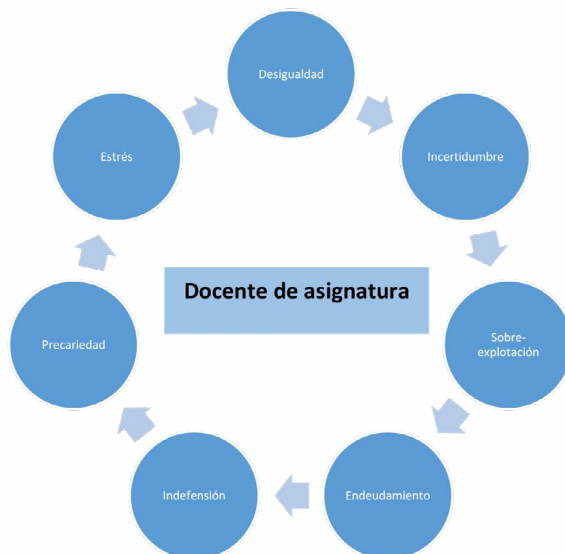 Desigualdad
Incertidumbre
Sobre-
explotación
Endeudamiento
Indefensión
Precariedad
Estrés
Docente de asignatura